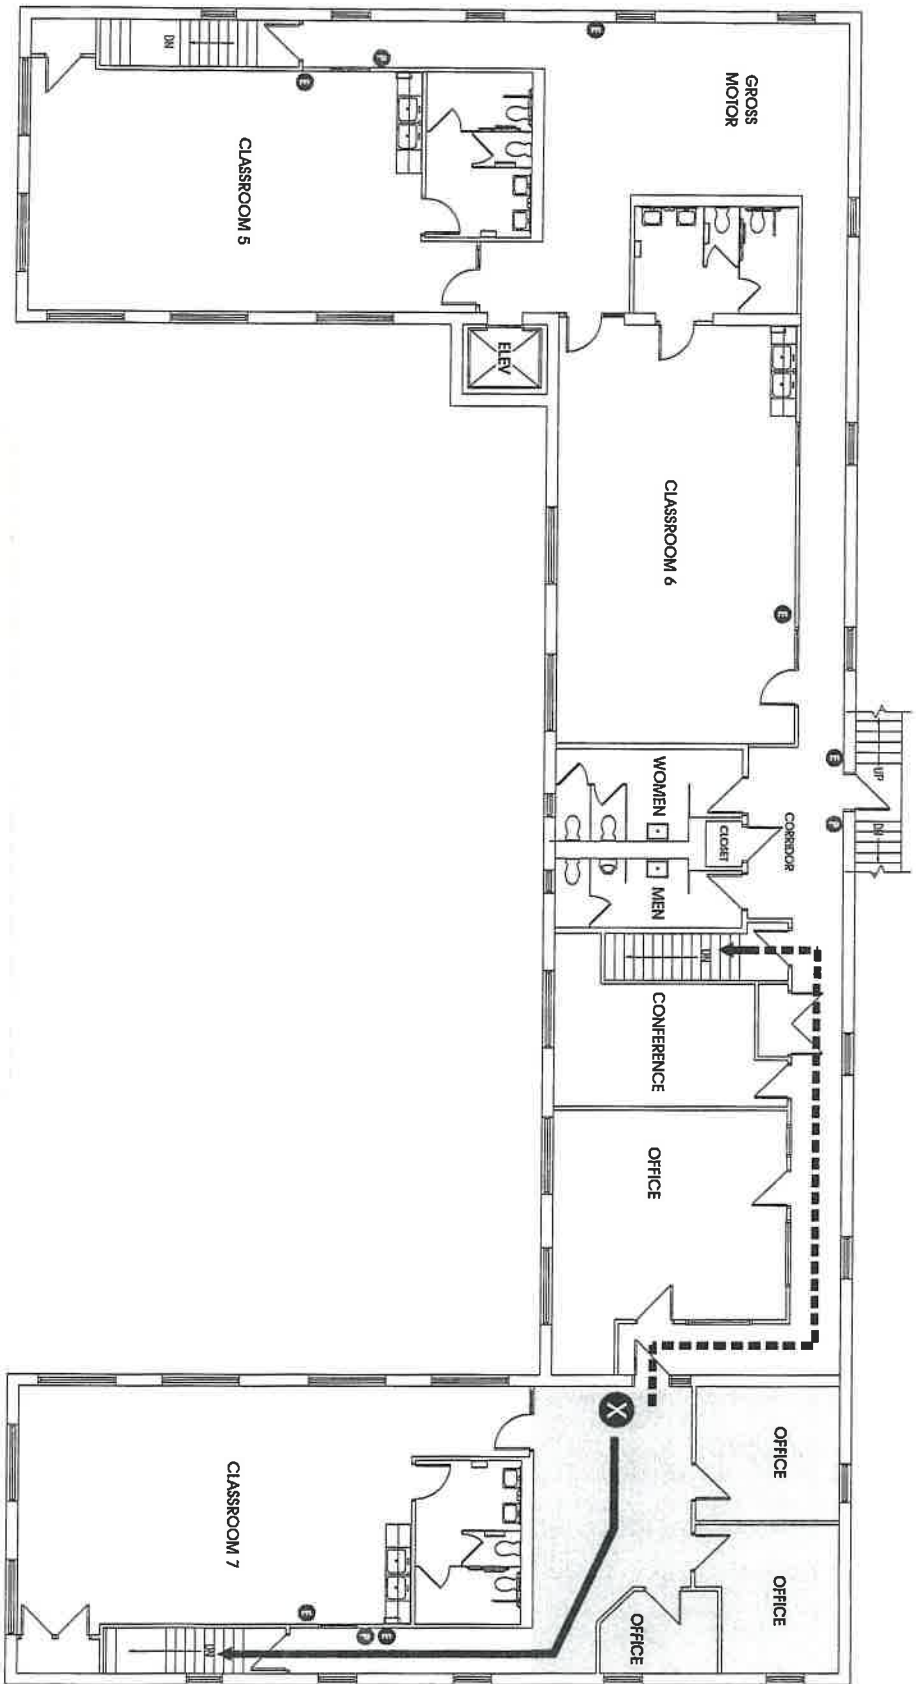 GROSS
MOTOR
E
P
E
DN
CLASSROOM 5
ELEV
CLASSROOM 6
E
UP
E
P
DN
CORRIDOR
WOMEN
CLOSET
MEN
DN
CONFERENCE
OFFICE
X
OFFICE
OFFICE
OFFICE
CLASSROOM 7
E
P
E
DN